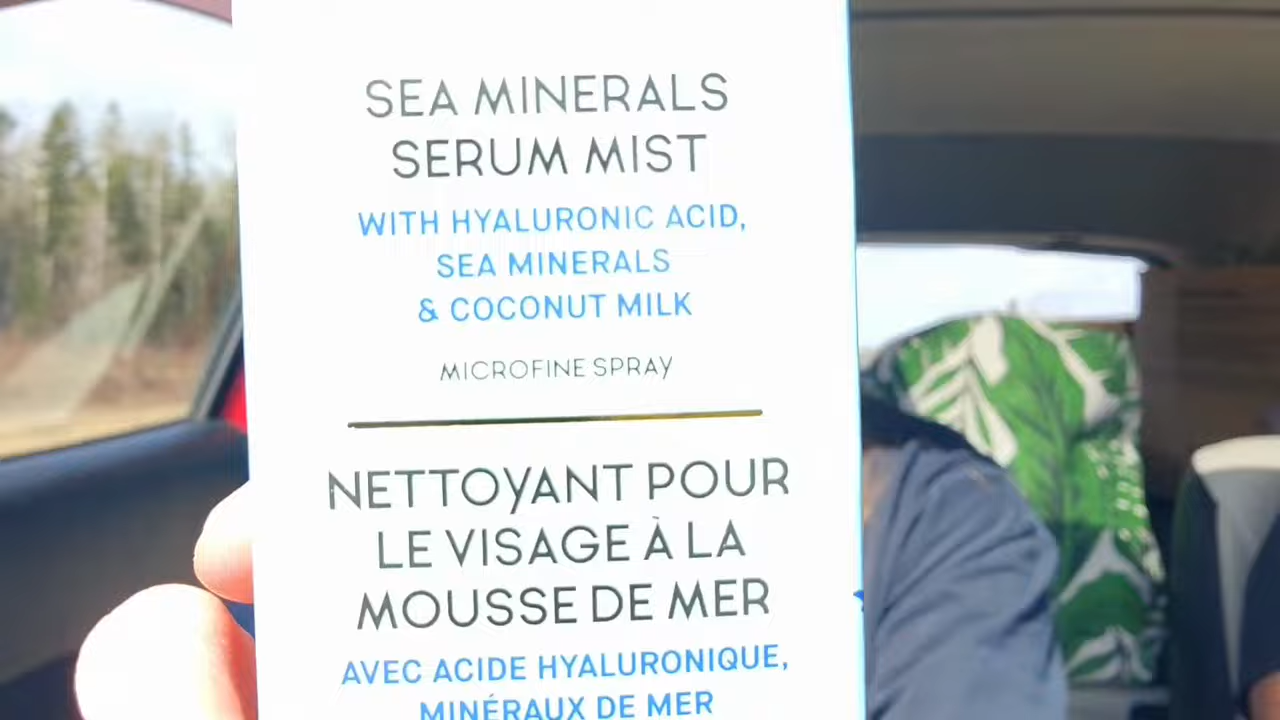 SEA MINERALS
SERUM MIST
WITH HYALURONIC ACID,
SEA MINERALS
& COCONUT MILK
MICROFINE SPRAY
NETTOYANT POUR
LE VISAGE À LA
MOUSSE DE MER
AVEC ACIDE HYALURONIQUE,
MINÉRAUX DE MER